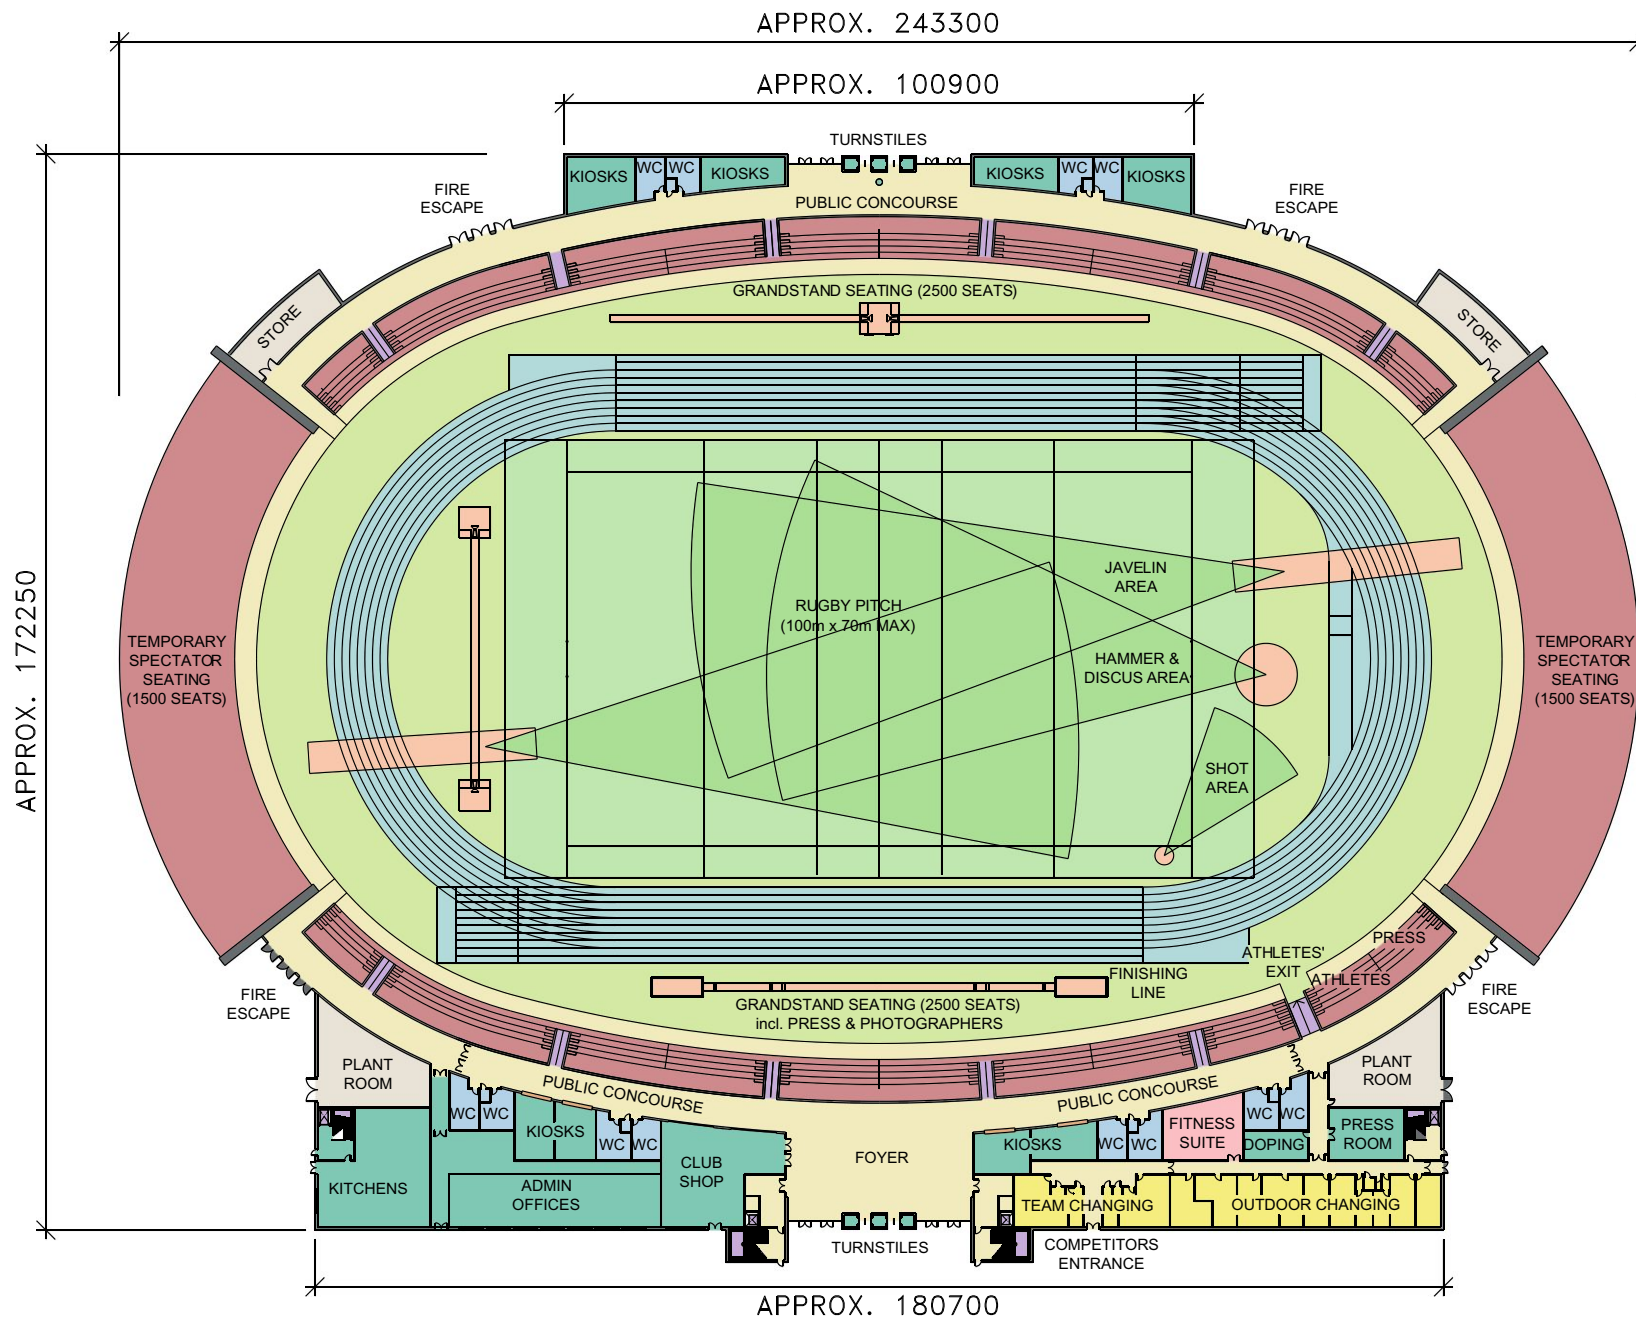 APPROX. 243300
APPROX. 100900
TURNSTILES
KIOSKS
WC
WC
KIOSKS
KIOSKS
WC
WC
KIOSKS
FIRE
ESCAPE
FIRE
ESCAPE
PUBLIC CONCOURSE
GRANDSTAND SEATING (2500 SEATS)
STORE
STORE
APPROX. 172250
JAVELIN
AREA
RUGBY PITCH
(100m x 70m MAX)
TEMPORARY
SPECTATOR
SEATING
(1500 SEATS)
HAMMER &
DISCUS AREA
TEMPORARY
SPECTATOR
SEATING
(1500 SEATS)
SHOT
AREA
PRESS
ATHLETES'
EXIT
ATHLETES
FINISHING
LINE
FIRE
ESCAPE
GRANDSTAND SEATING (2500 SEATS)
incl. PRESS & PHOTOGRAPHERS
FIRE
ESCAPE
PLANT
ROOM
PUBLIC CONCOURSE
PUBLIC CONCOURSE
PLANT
ROOM
WC
WC
KIOSKS
WC
WC
KIOSKS
WC
WC
FITNESS
SUITE
WC
WC
DOPING
PRESS
ROOM
KITCHENS
ADMIN
OFFICES
CLUB
SHOP
FOYER
TEAM CHANGING
OUTDOOR CHANGING
TURNSTILES
COMPETITORS
ENTRANCE
APPROX. 180700